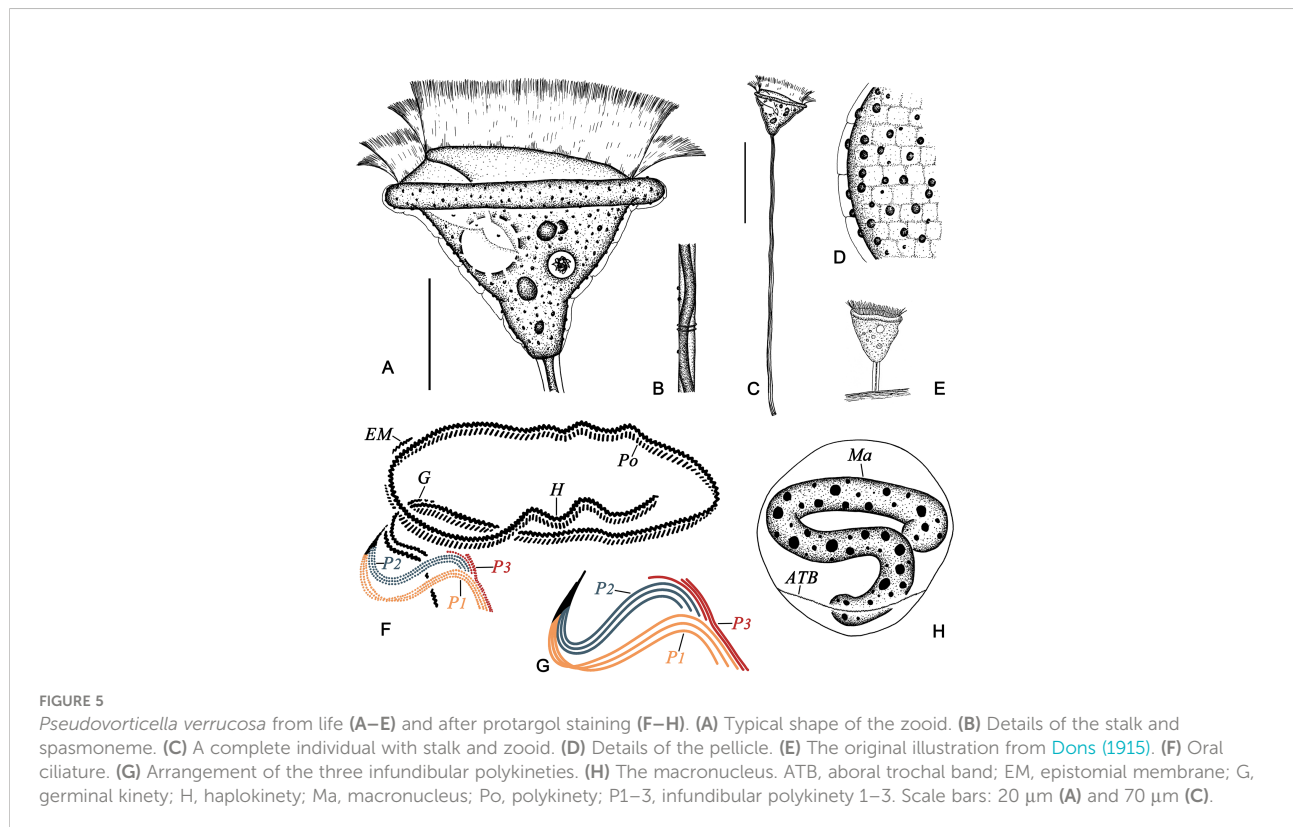 A
B
C
D
E
EM
Po
G
H
P2
P3
P1
F
P2
P3
P1
G
Ma
ATB
H
FIGURE 5
Pseudovorticella verrucosa from life (A–E) and after protargol staining (F–H). (A) Typical shape of the zooid. (B) Details of the stalk and
spasmoneme. (C) A complete individual with stalk and zooid. (D) Details of the pellicle. (E) The original illustration from Dons (1915). (F) Oral
ciliature. (G) Arrangement of the three infundibular polykineties. (H) The macronucleus. ATB, aboral trochal band; EM, epistomial membrane; G,
germinal kinety; H, haplokinety; Ma, macronucleus; Po, polykinety; P1–3, infundibular polykinety 1–3. Scale bars: 20 μm (A) and 70 μm (C).